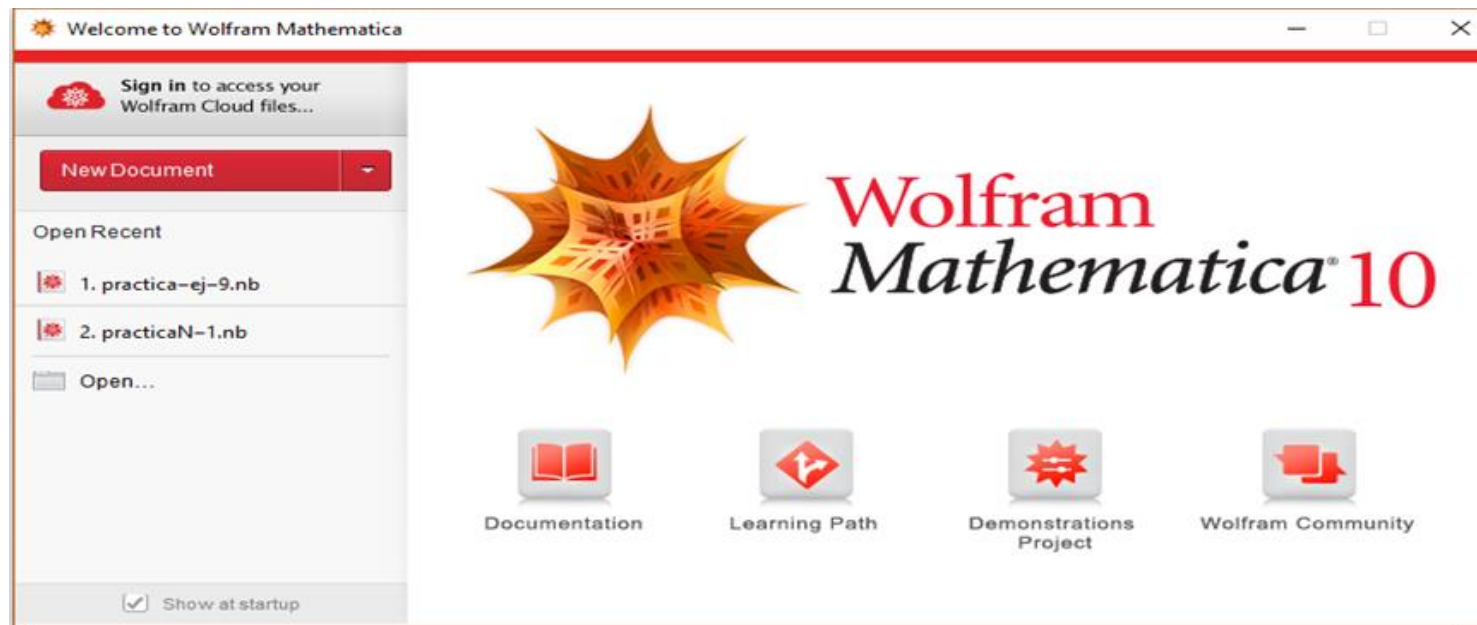 Welcome to Wolfram Mathematica
Sign in to access your
Wolfram Cloud files...
New Document
Open Recent
1. practica-ej-9.nb
2. practicaN-1.nb
Open...
Show at startup
Wolfram
Mathematica® 10
Documentation
Learning Path
Demonstrations
Project
Wolfram Community